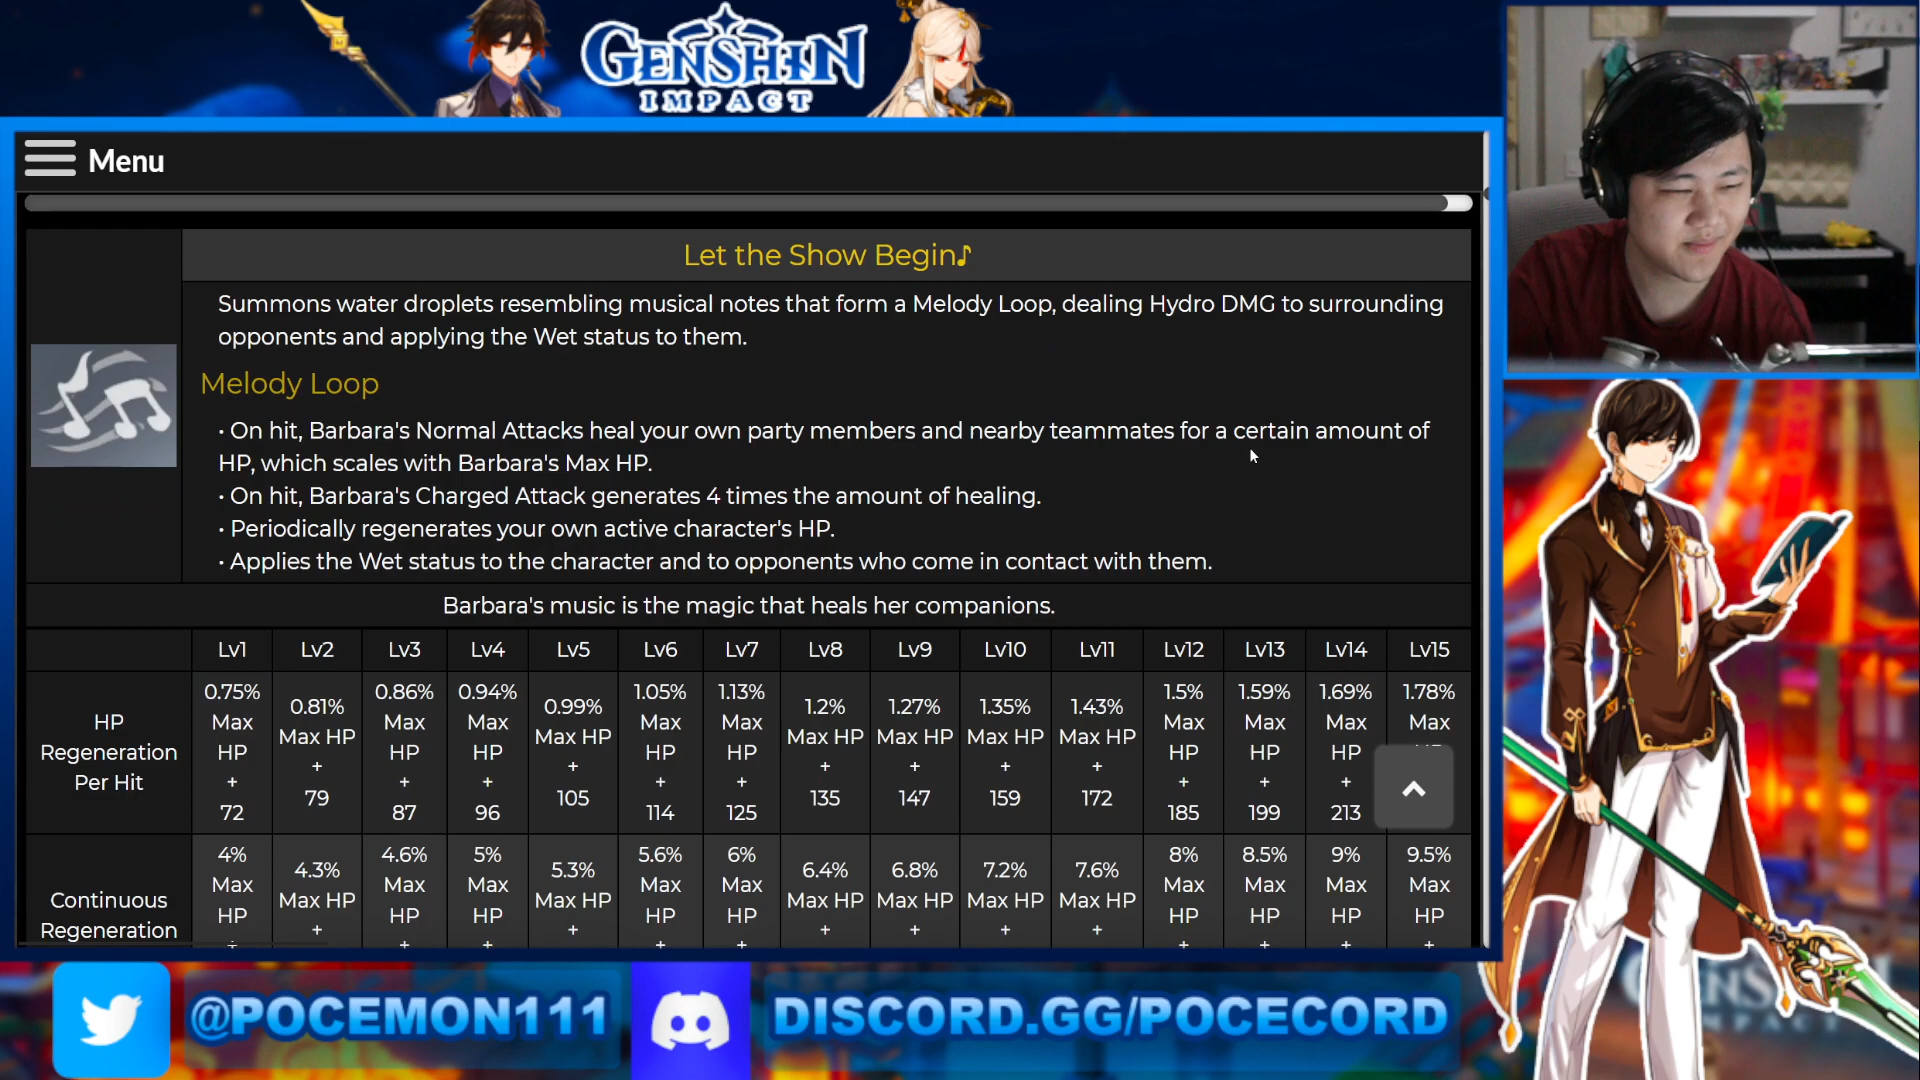 GENSHIN
IMPACT
Menu
Let the Show Begin♪
Summons water droplets resembling musical notes that form a Melody Loop, dealing Hydro DMG to surrounding
opponents and applying the Wet status to them.
Melody Loop
• On hit, Barbara's Normal Attacks heal your own party members and nearby teammates for a certain amount of
HP, which scales with Barbara's Max HP.
• On hit, Barbara's Charged Attack generates 4 times the amount of healing.
• Periodically regenerates your own active character's HP.
• Applies the Wet status to the character and to opponents who come in contact with them.
Barbara's music is the magic that heals her companions.
Lv1 Lv2 Lv3 Lv4 Lv5 Lv6 Lv7 Lv8 Lv9 Lv10 Lv11 Lv12 Lv13 Lv14 Lv15
HP Regeneration Per Hit
0.75% Max HP + 72
0.81% Max HP + 79
0.86% Max HP + 87
0.94% Max HP + 96
0.99% Max HP + 105
1.05% Max HP + 114
1.13% Max HP + 125
1.2% Max HP + 135
1.27% Max HP + 147
1.35% Max HP + 159
1.43% Max HP + 172
1.5% Max HP + 185
1.59% Max HP + 199
1.69% Max HP + 213
1.78% Max
Continuous Regeneration
4% Max HP +
4.3% Max HP +
4.6% Max HP +
5% Max HP +
5.3% Max HP +
5.6% Max HP +
6% Max HP +
6.4% Max HP +
6.8% Max HP +
7.2% Max HP +
7.6% Max HP +
8% Max HP +
8.5% Max HP +
9% Max HP +
9.5% Max HP +
@POCEMON111
DISCORD.GG/POCECORD